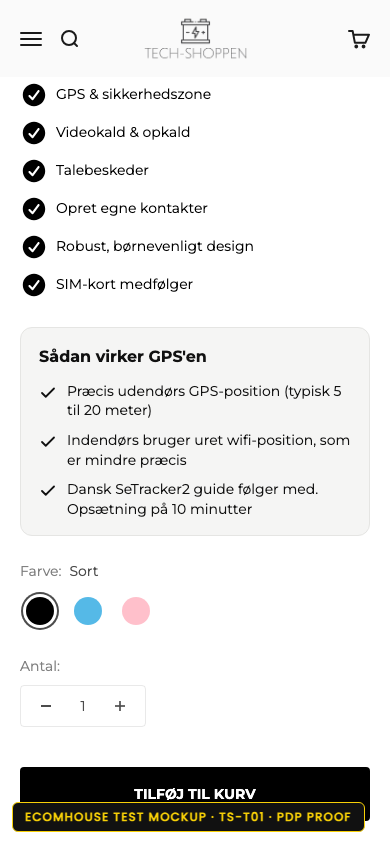 TECH-SHOPPEN
GPS & sikkerhedszone
Videokald & opkald
Talebeskeder
Opret egne kontakter
Robust, børnevenligt design
SIM-kort medfølger
Sådan virker GPS'en
Præcis udendørs GPS-position (typisk 5
til 20 meter)
Indendørs bruger uret wifi-position, som
er mindre præcis
Dansk SeTracker2 guide følger med.
Opsætning på 10 minutter
Farve: Sort
Antal:
1
TILFØJ TIL KURV
ECOMHOUSE TEST MOCKUP · TS-T01 · PDP PROOF